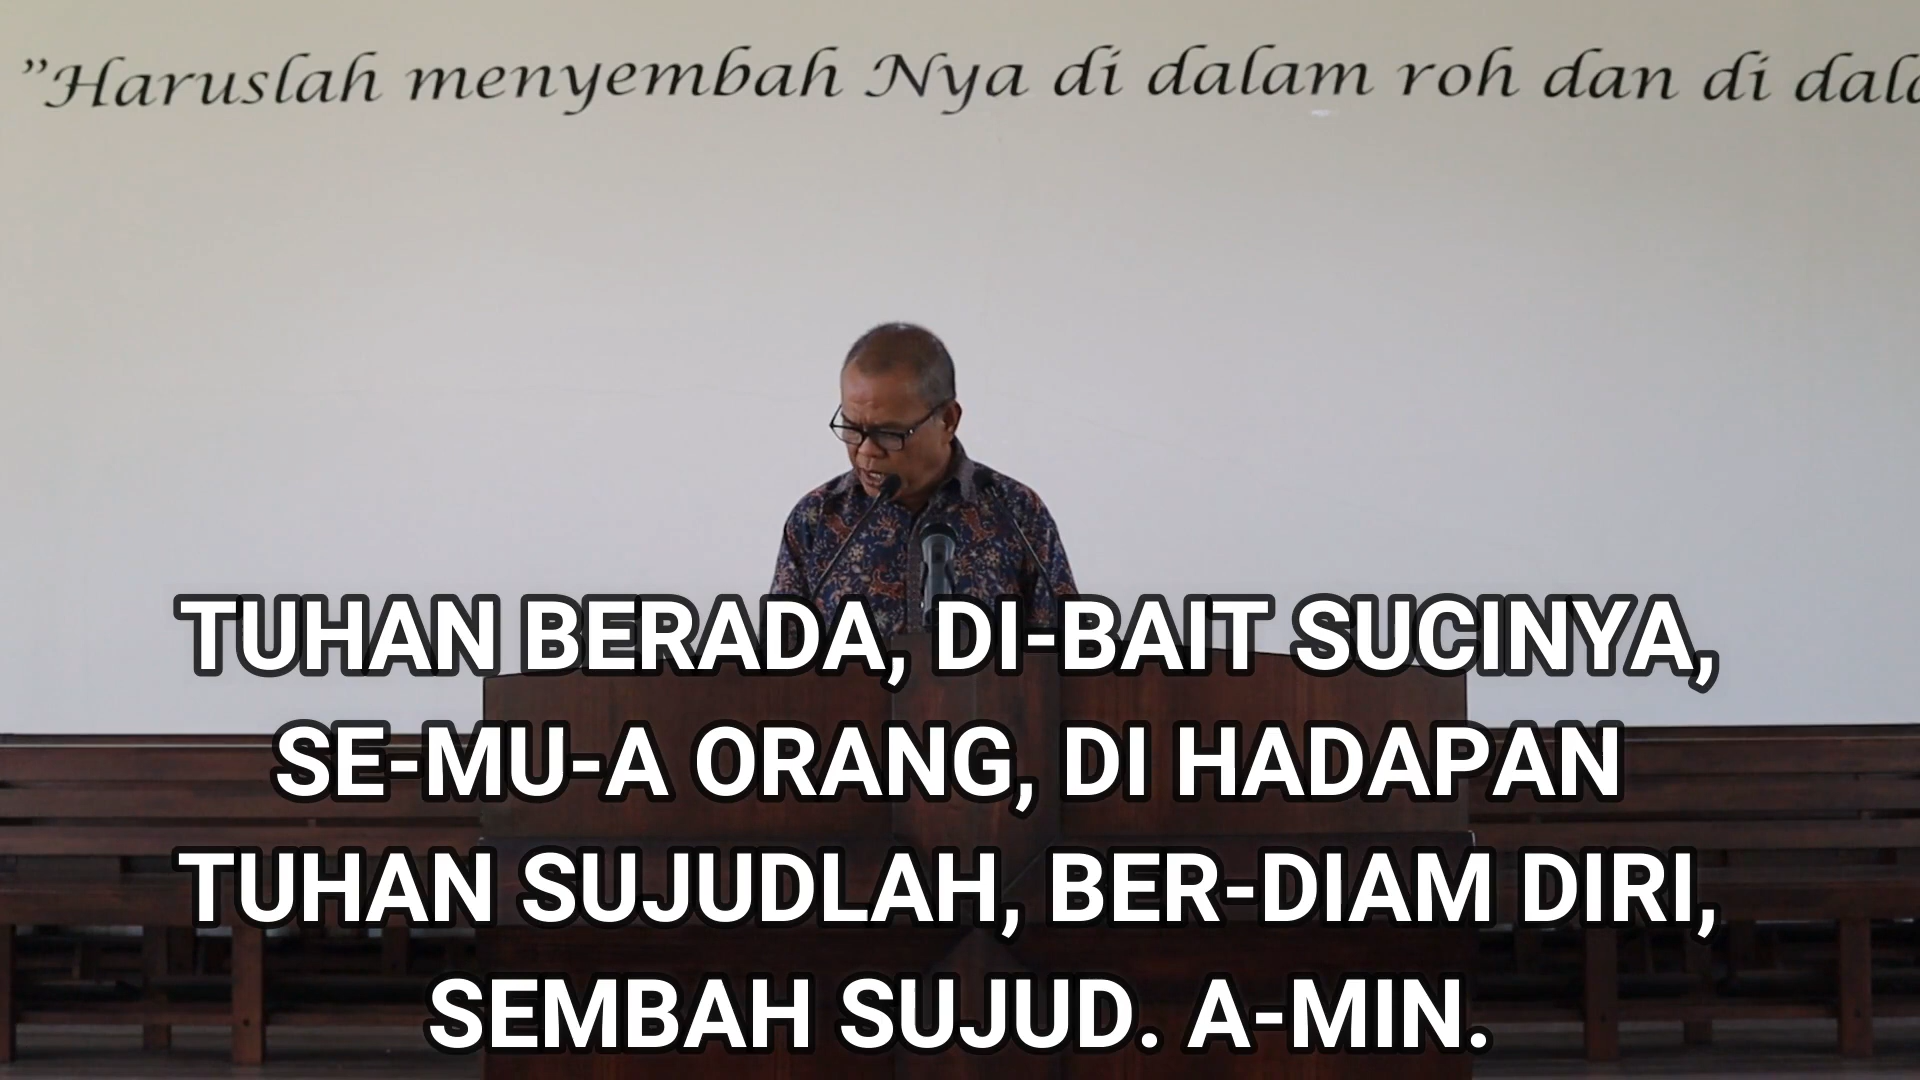 "Haruslah menyembah Nya di dalam roh dan di
TUHAN BERADA, DI-BAIT SUCINYA,
SE-MU-A ORANG, DI HADAPAN
TUHAN SUJUDLAH, BER-DIAM DIRI,
SEMBAH SUJUD. A-MIN.